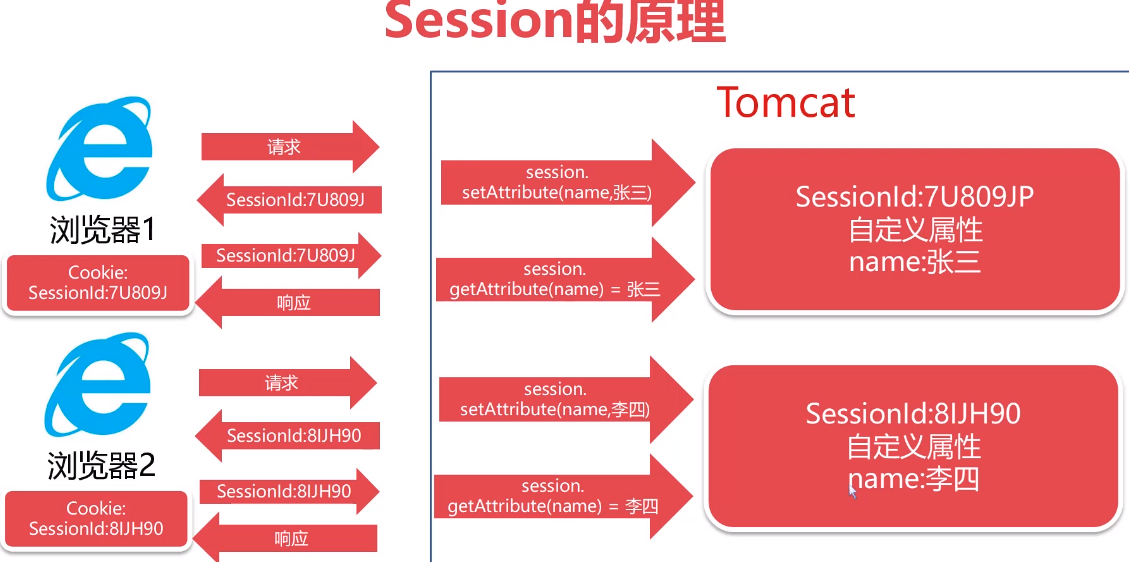 Session的原理
Tomcat
请求
SessionId:7U809J
浏览器1
SessionId:7U809J
Cookie:
SessionId:7U809J
响应
session.
setAttribute(name,张三)
session.
getAttribute(name) = 张三
SessionId:7U809JP
自定义属性
name:张三
请求
SessionId:8IJH90
浏览器2
SessionId:8IJH90
Cookie:
SessionId:8IJH90
响应
session.
setAttribute(name,李四)
session.
getAttribute(name) = 李四
SessionId:8IJH90
自定义属性
name:李四